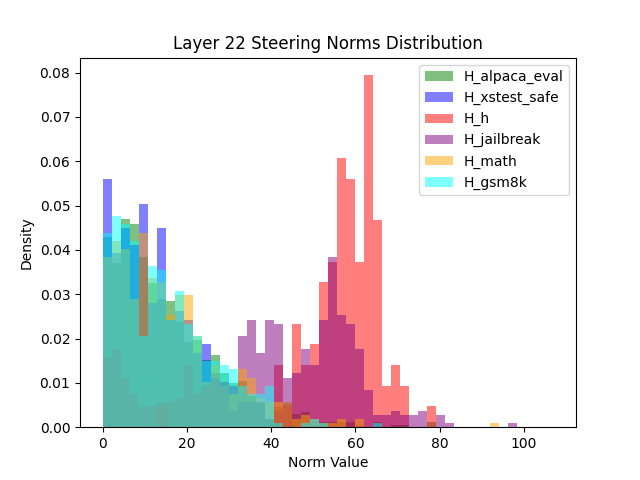 Layer 22 Steering Norms Distribution
H_alpaca_eval
H_xstest_safe
H_h
H_jailbreak
H_math
H_gsm8k
0.08
0.07
0.06
0.05
0.04
0.03
0.02
0.01
0.00
Density
0 20 40 60 80 100
Norm Value